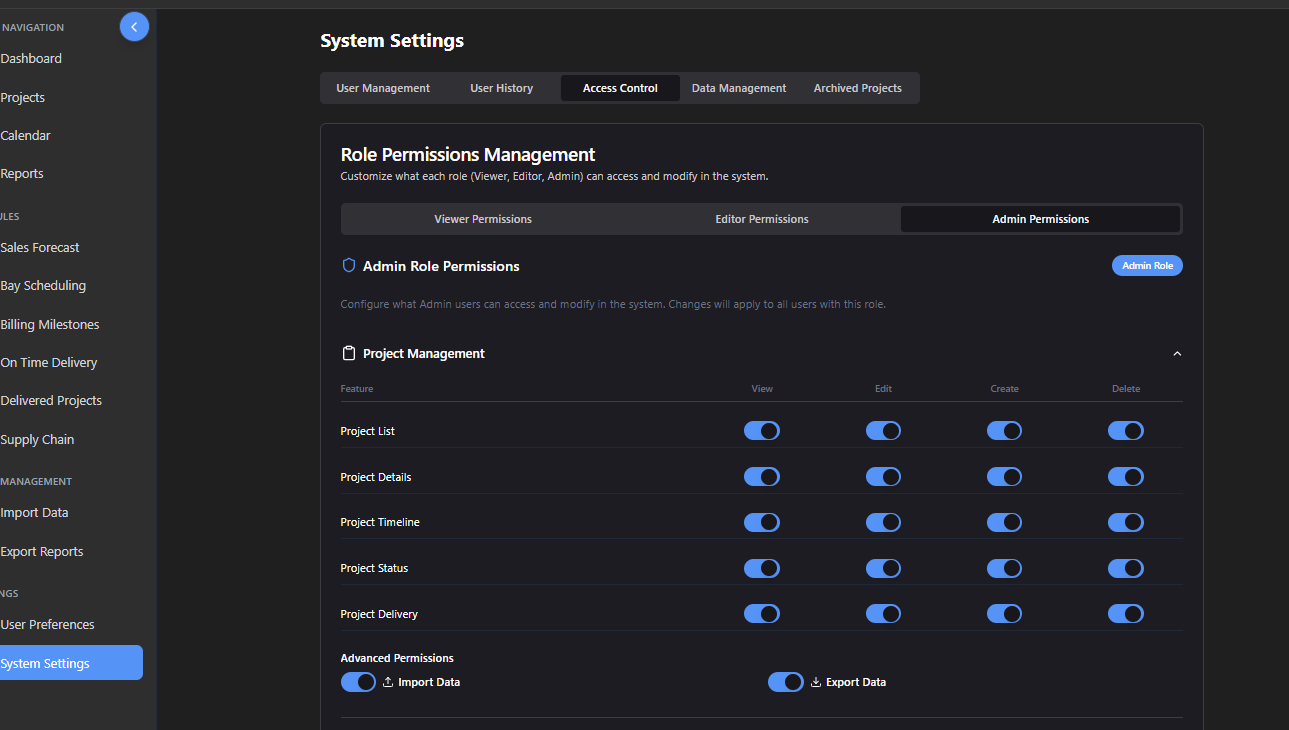 NAVIGATION
Dashboard
Projects
Calendar
Reports
ULES
Sales Forecast
Bay Scheduling
Billing Milestones
On Time Delivery
Delivered Projects
Supply Chain
MANAGEMENT
Import Data
Export Reports
NGS
User Preferences
System Settings
System Settings
User Management User History Access Control Data Management Archived Projects
Role Permissions Management
Customize what each role (Viewer, Editor, Admin) can access and modify in the system.
Viewer Permissions Editor Permissions Admin Permissions
Admin Role Permissions Admin Role
Configure what Admin users can access and modify in the system. Changes will apply to all users with this role.
Project Management
Feature View Edit Create Delete
Project List
Project Details
Project Timeline
Project Status
Project Delivery
Advanced Permissions
Import Data Export Data